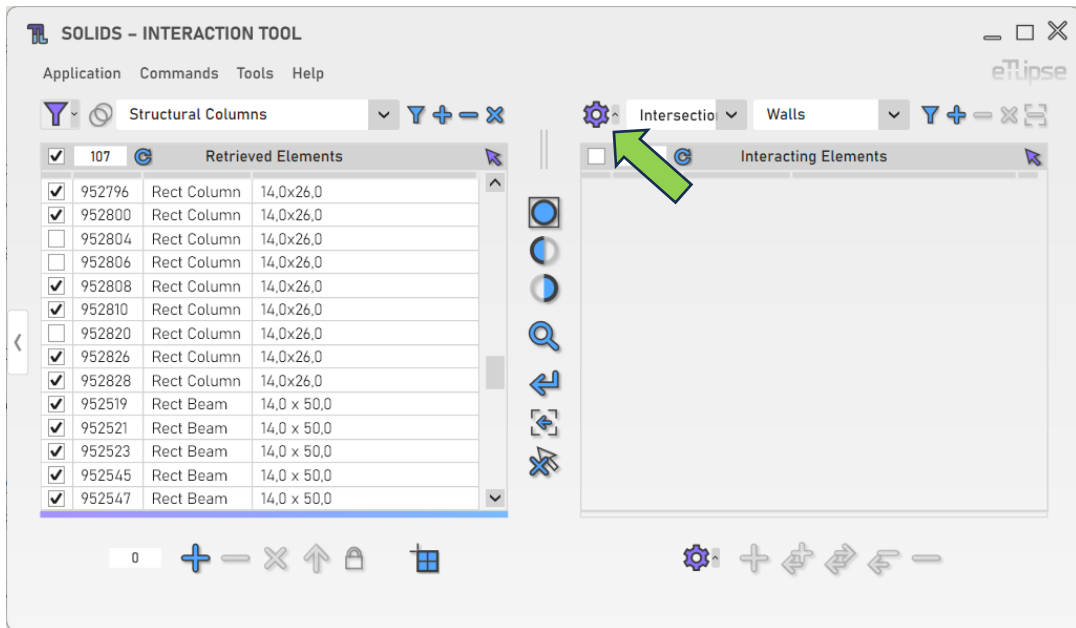 SOLIDS – INTERACTION TOOL
Application Commands Tools Help
eTLipse
Structural Columns
Intersection
Walls
107 Retrieved Elements
Interacting Elements
952796 Rect Column 14,0x26,0
952800 Rect Column 14,0x26,0
952804 Rect Column 14,0x26,0
952806 Rect Column 14,0x26,0
952808 Rect Column 14,0x26,0
952810 Rect Column 14,0x26,0
952820 Rect Column 14,0x26,0
952826 Rect Column 14,0x26,0
952828 Rect Column 14,0x26,0
952519 Rect Beam 14,0 x 50,0
952521 Rect Beam 14,0 x 50,0
952523 Rect Beam 14,0 x 50,0
952545 Rect Beam 14,0 x 50,0
952547 Rect Beam 14,0 x 50,0
0